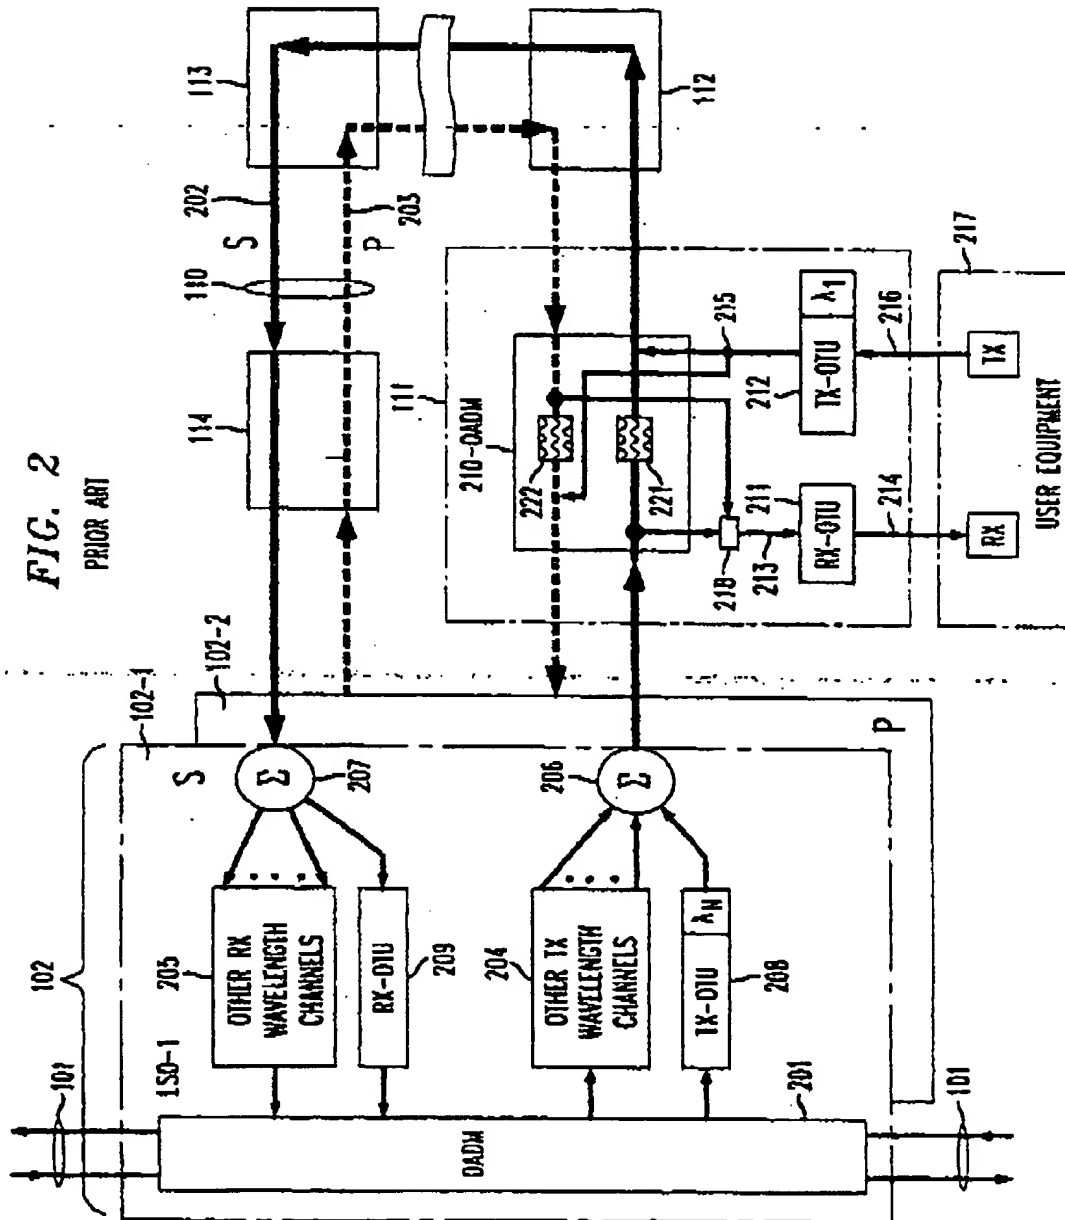 FIG. 2
PRIOR ART
102
102-1
102-2
101
150-1
S
205
OTHER RX
WAVELENGTH
CHANNELS
RX-OTU
209
207
Σ
204
OTHER TX
WAVELENGTH
CHANNELS
TX-OTU
λN
208
206
Σ
OADM
201
101
P
114
110
S
P
202
203
113
112
111
210-OADM
222
221
218
213
211
RX-OTU
214
212
TX-OTU
λ1
215
216
217
RX
TX
USER EQUIPMENT